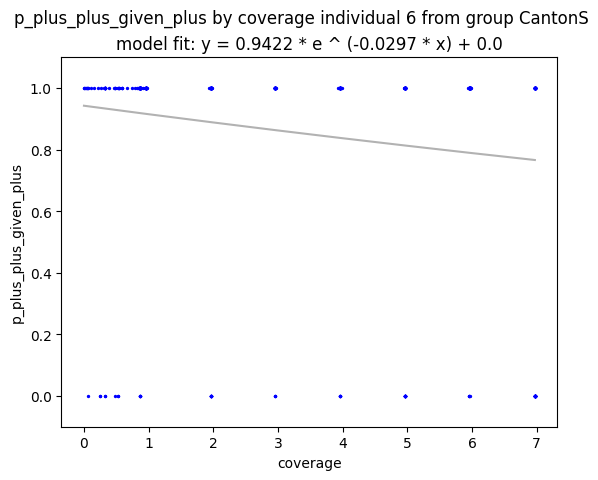 p_plus_plus_given_plus by coverage individual 6 from group CantonS
model fit: y = 0.9422 * e ^ (-0.0297 * x) + 0.0
1.0
0.8
0.6
0.4
0.2
0.0
p_plus_plus_given_plus
0 1 2 3 4 5 6 7
coverage